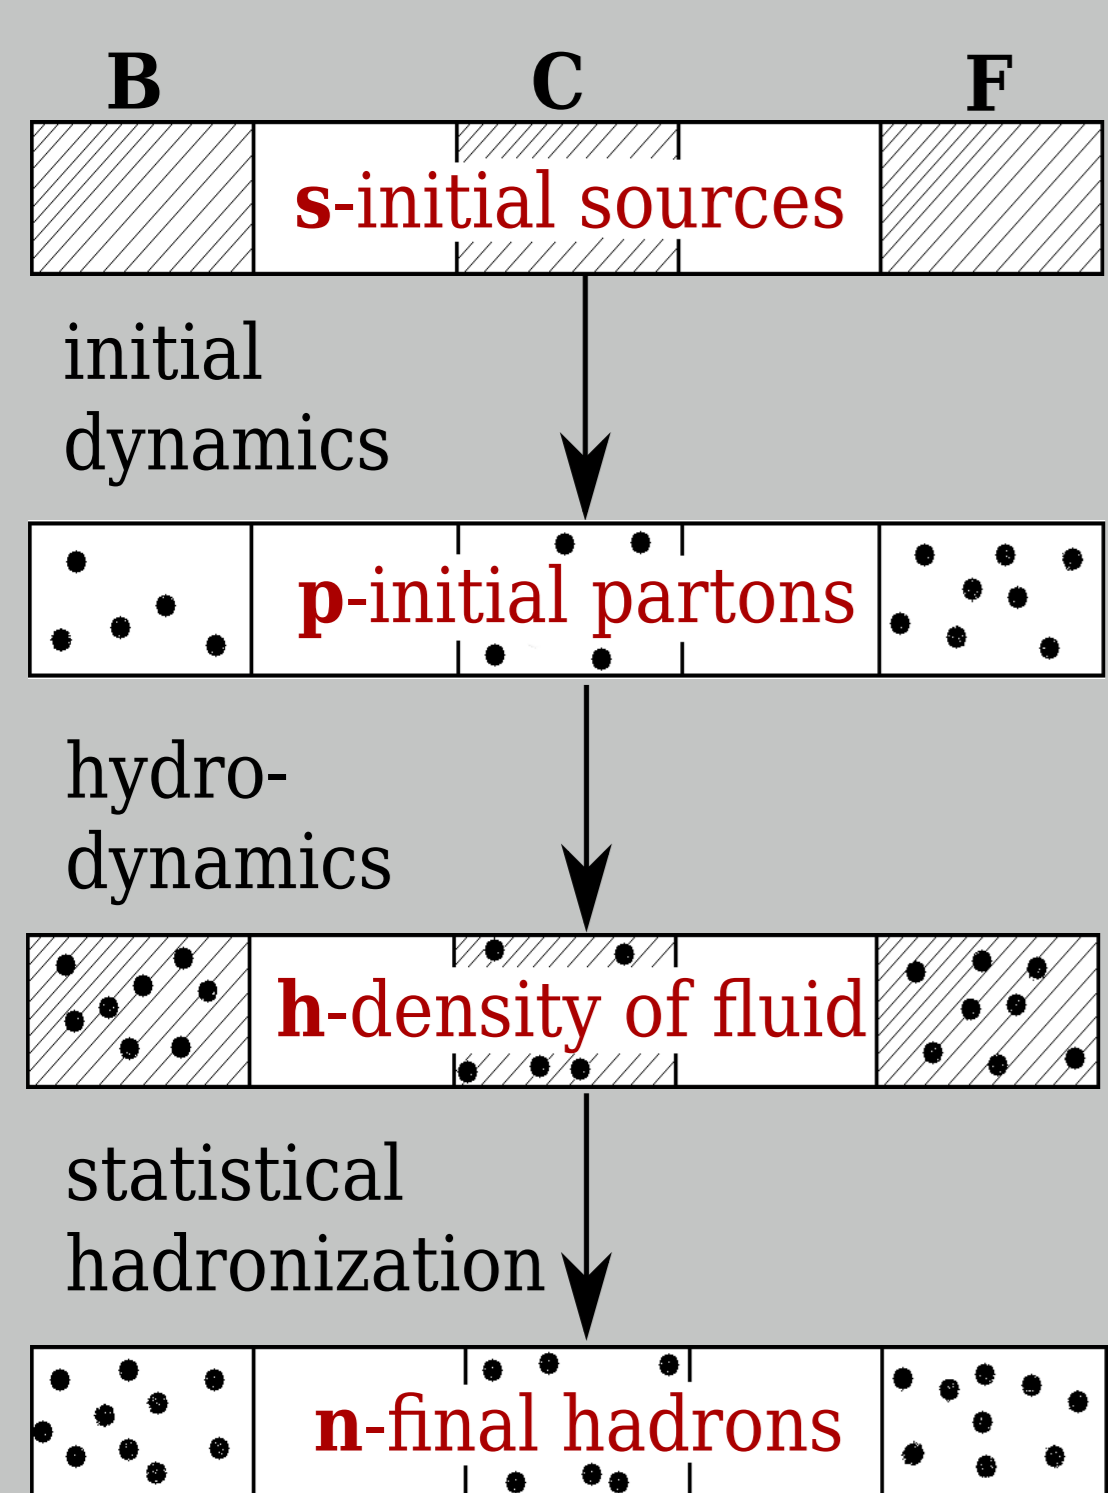 B C F
s-initial sources
initial
dynamics
p-initial partons
hydro-
dynamics
h-density of fluid
statistical
hadronization
n-final hadrons